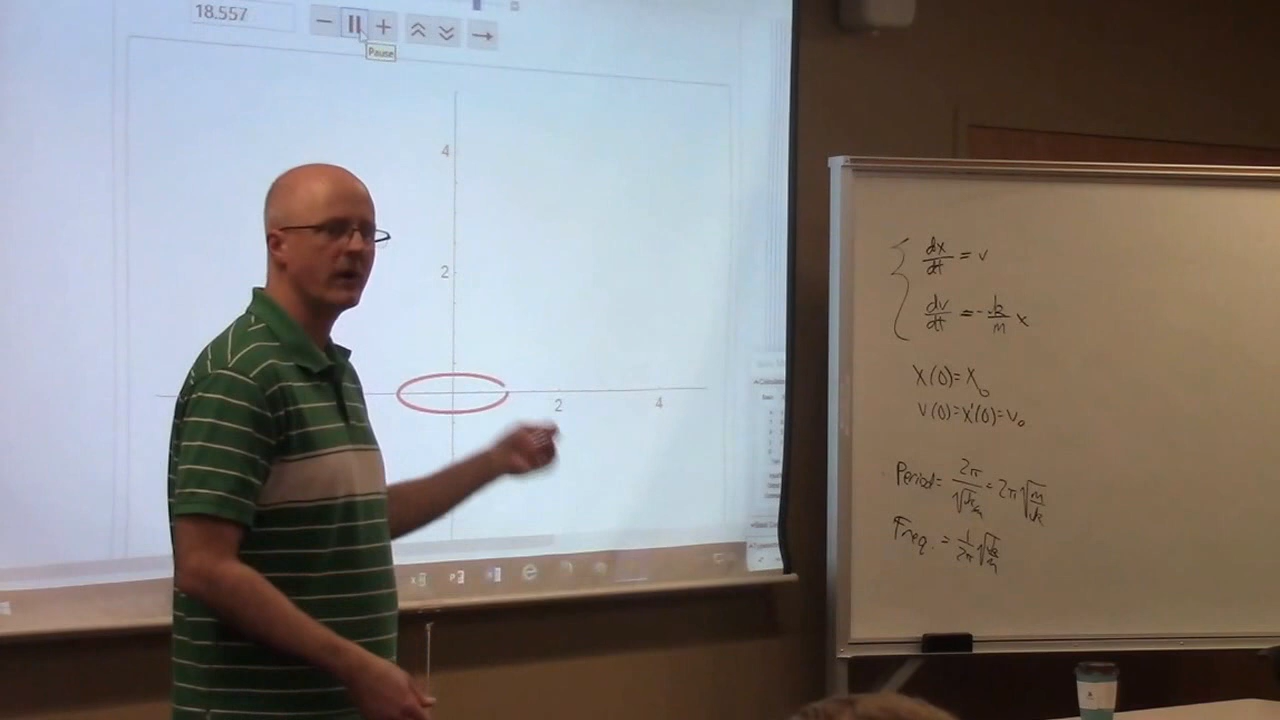 18.557
Pause
4
2
2
4
dx/dt = v
dv/dt = -k/m x
x(0)=x₀
v(0)=x'(0)=v₀
Period = 2π/√(k/m) = 2π√(m/k)
Freq. = 1/2π √(k/m)